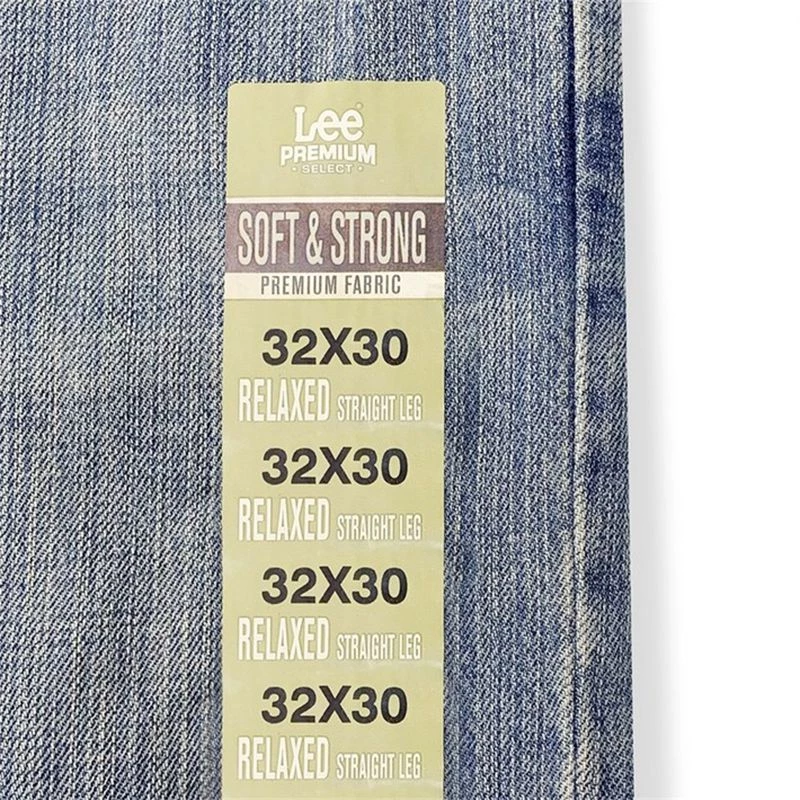 Lee
PREMIUM
• SELECT •
SOFT & STRONG
PREMIUM FABRIC
32X30
RELAXED STRAIGHT LEG
32X30
RELAXED STRAIGHT LEG
32X30
RELAXED STRAIGHT LEG
32X30
RELAXED STRAIGHT LEG